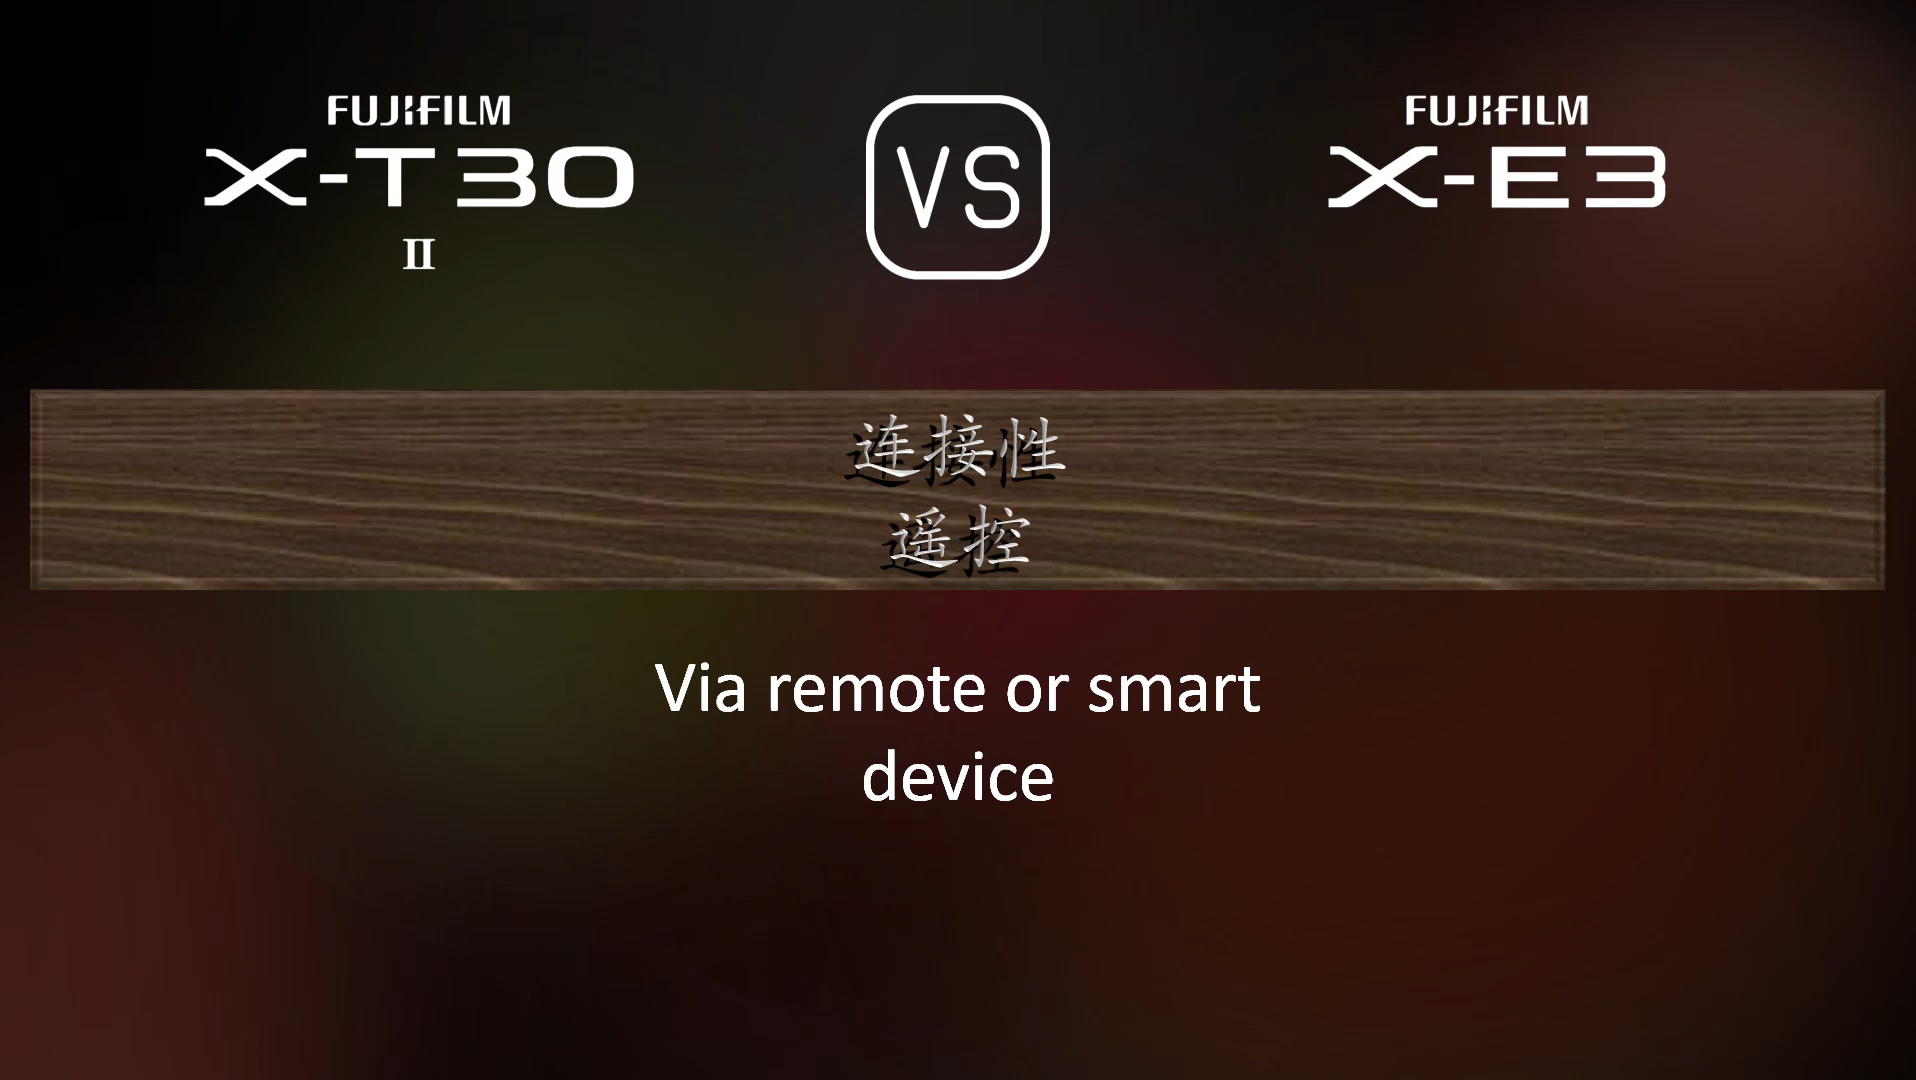 FUJIFILM
X-T30
II
VS
FUJIFILM
X-E3
连接性
遥控
Via remote or smart
device